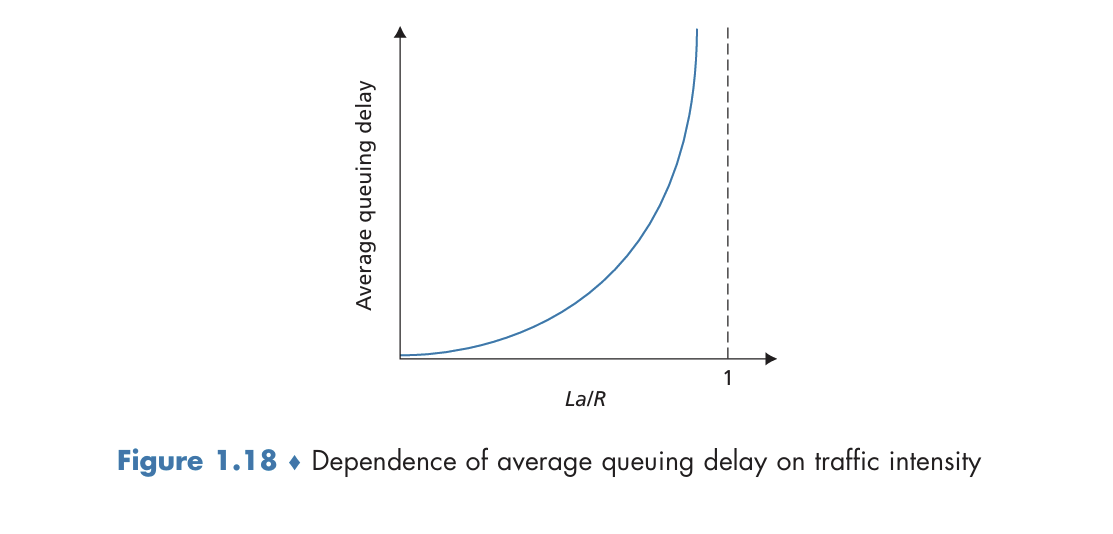 Average queuing delay
1
La/R
Figure 1.18 ♦ Dependence of average queuing delay on traffic intensity